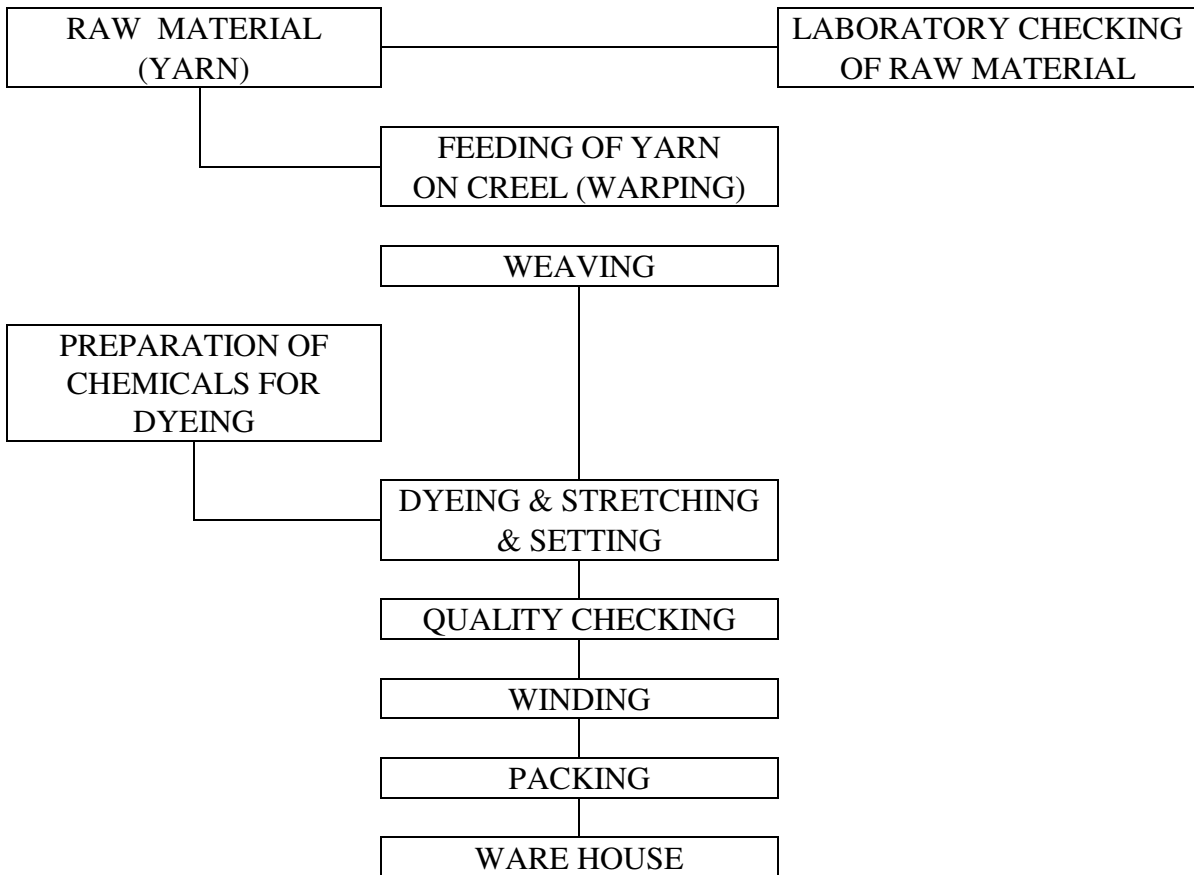 RAW MATERIAL
(YARN)
LABORATORY CHECKING
OF RAW MATERIAL
FEEDING OF YARN
ON CREEL (WARPING)
WEAVING
PREPARATION OF
CHEMICALS FOR
DYEING
DYEING & STRETCHING
& SETTING
QUALITY CHECKING
WINDING
PACKING
WARE HOUSE